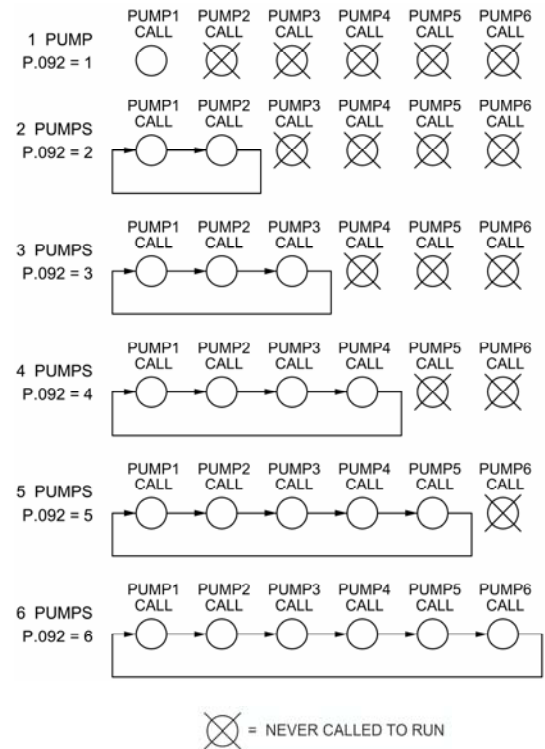 1 PUMP
P.092 = 1
PUMP1 PUMP2 PUMP3 PUMP4 PUMP5 PUMP6
CALL CALL CALL CALL CALL CALL
2 PUMPS
P.092 = 2
PUMP1 PUMP2 PUMP3 PUMP4 PUMP5 PUMP6
CALL CALL CALL CALL CALL CALL
3 PUMPS
P.092 = 3
PUMP1 PUMP2 PUMP3 PUMP4 PUMP5 PUMP6
CALL CALL CALL CALL CALL CALL
4 PUMPS
P.092 = 4
PUMP1 PUMP2 PUMP3 PUMP4 PUMP5 PUMP6
CALL CALL CALL CALL CALL CALL
5 PUMPS
P.092 = 5
PUMP1 PUMP2 PUMP3 PUMP4 PUMP5 PUMP6
CALL CALL CALL CALL CALL CALL
6 PUMPS
P.092 = 6
PUMP1 PUMP2 PUMP3 PUMP4 PUMP5 PUMP6
CALL CALL CALL CALL CALL CALL
= NEVER CALLED TO RUN